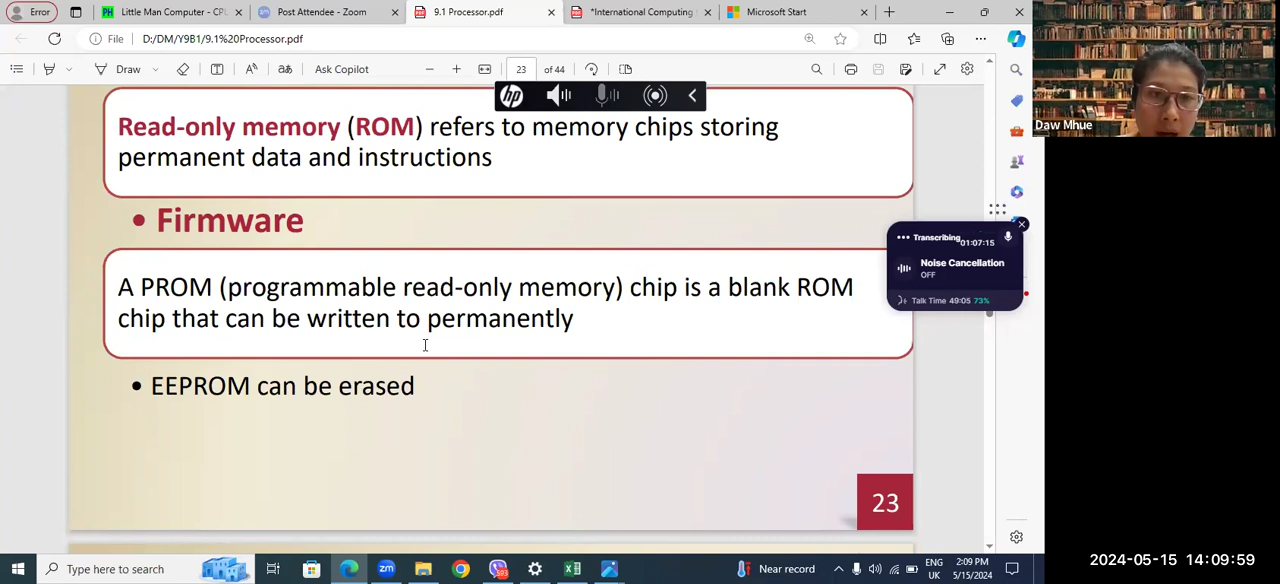 Error
Little Man Computer - CPU
Post Attendee - Zoom
9.1 Processor.pdf
*International Computing
Microsoft Start
File
D:/DM/Y9B1/9.1%20Processor.pdf
Draw
Ask Copilot
23
of 44
hp
Daw Mhue
Read-only memory (ROM) refers to memory chips storing
permanent data and instructions
• Firmware
Transcribing
01:07:15
Noise Cancellation
OFF
Talk Time 49:05 73%
A PROM (programmable read-only memory) chip is a blank ROM
chip that can be written to permanently
• EEPROM can be erased
23
2024-05-15 14:09:59
Type here to search
zm
593
Near record
ENG
UK
2:09 PM
5/15/2024